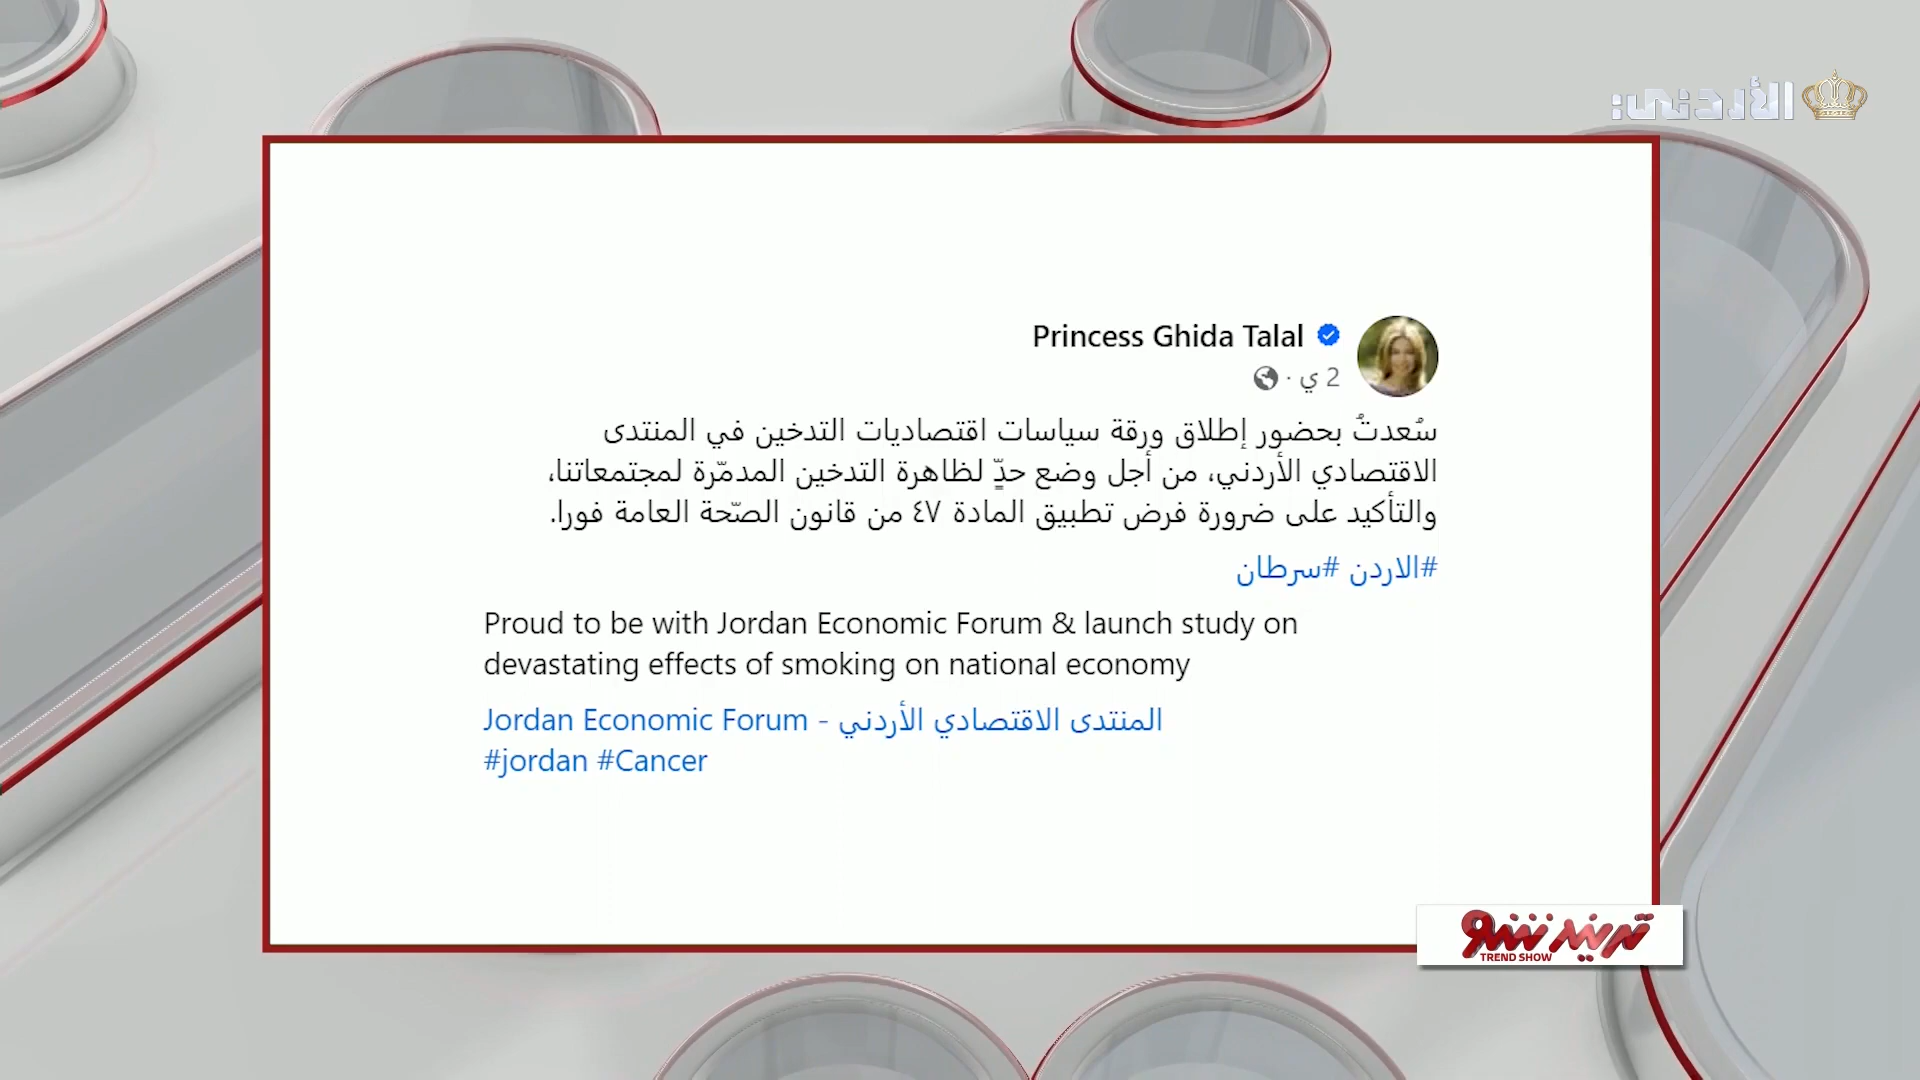 الأردني:
Princess Ghida Talal
2 ي ·
سُعدتُ بحضور إطلاق ورقة سياسات اقتصاديات التدخين في المنتدى
الاقتصادي الأردني، من أجل وضع حدٍّ لظاهرة التدخين المدمّرة لمجتمعاتنا،
والتأكيد على ضرورة فرض تطبيق المادة ٤٧ من قانون الصّحة العامة فورا.
#الاردن #سرطان
Proud to be with Jordan Economic Forum & launch study on
devastating effects of smoking on national economy
Jordan Economic Forum - المنتدى الاقتصادي الأردني
#jordan #Cancer
تريند شو
TREND SHOW